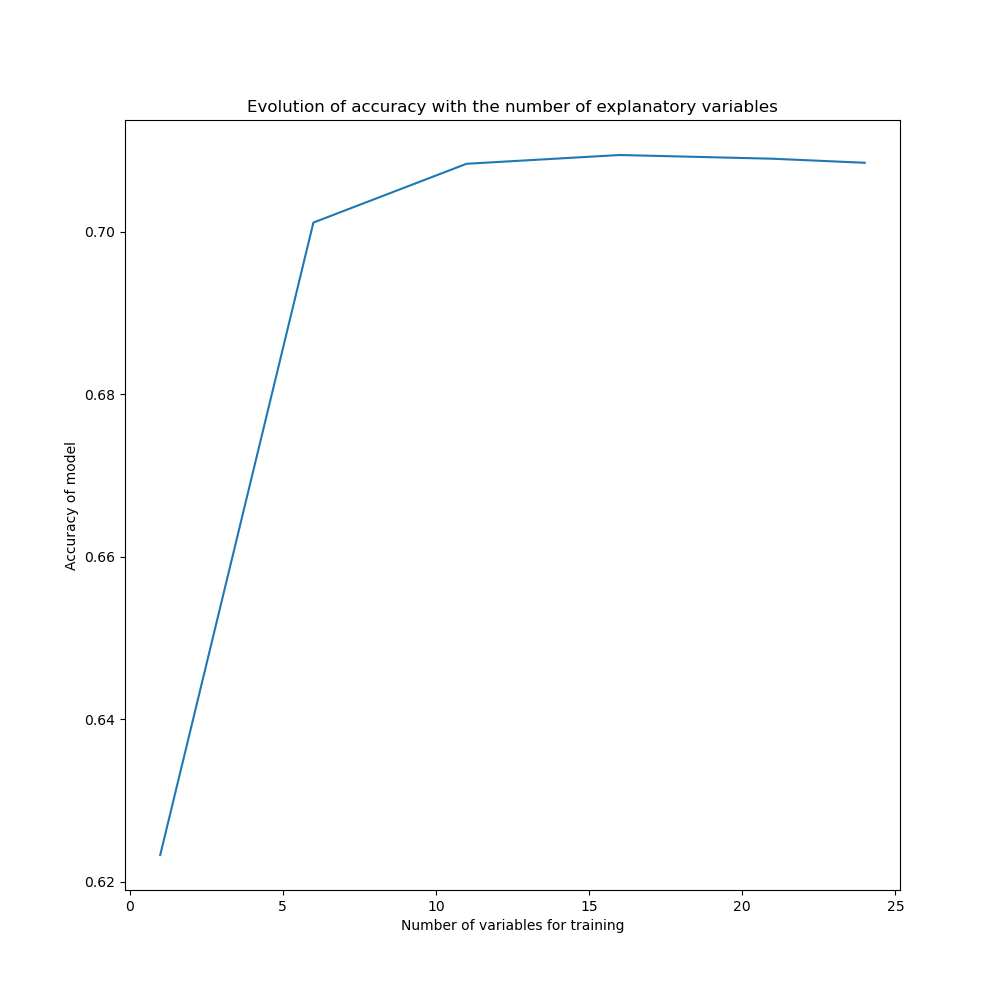 Evolution of accuracy with the number of explanatory variables
0.70
0.68
0.66
0.64
0.62
Accuracy of model
0 5 10 15 20 25
Number of variables for training